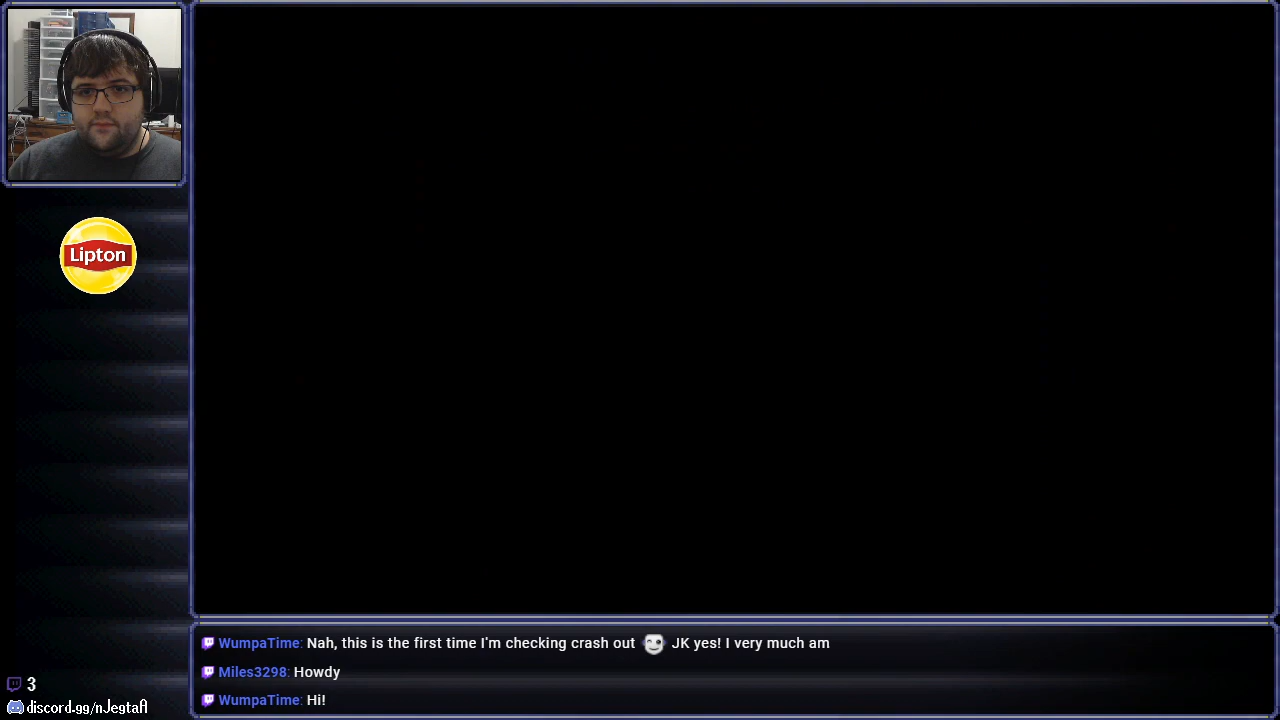 Lipton
WumpaTime: Nah, this is the first time I'm checking crash out JK yes! I very much am
Miles3298: Howdy
WumpaTime: Hi!
3
discord.gg/nJegtafl